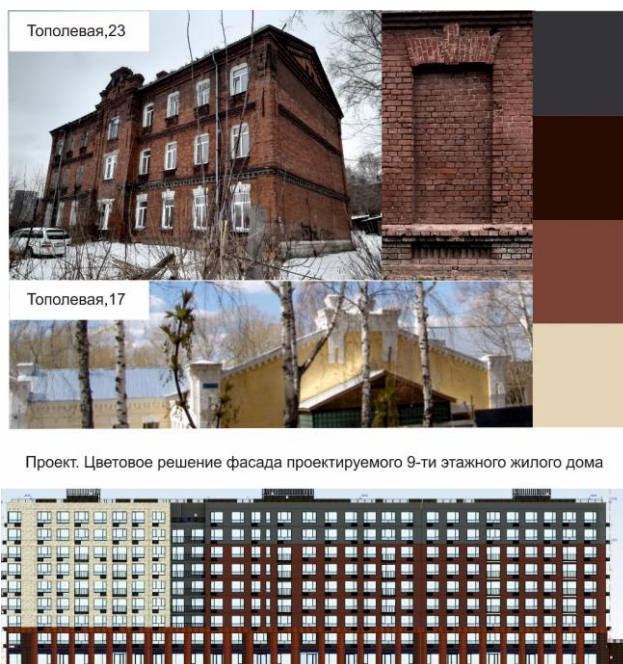 Тополевая,23
Тополевая,17
Проект. Цветовое решение фасада проектируемого 9-ти этажного жилого дома